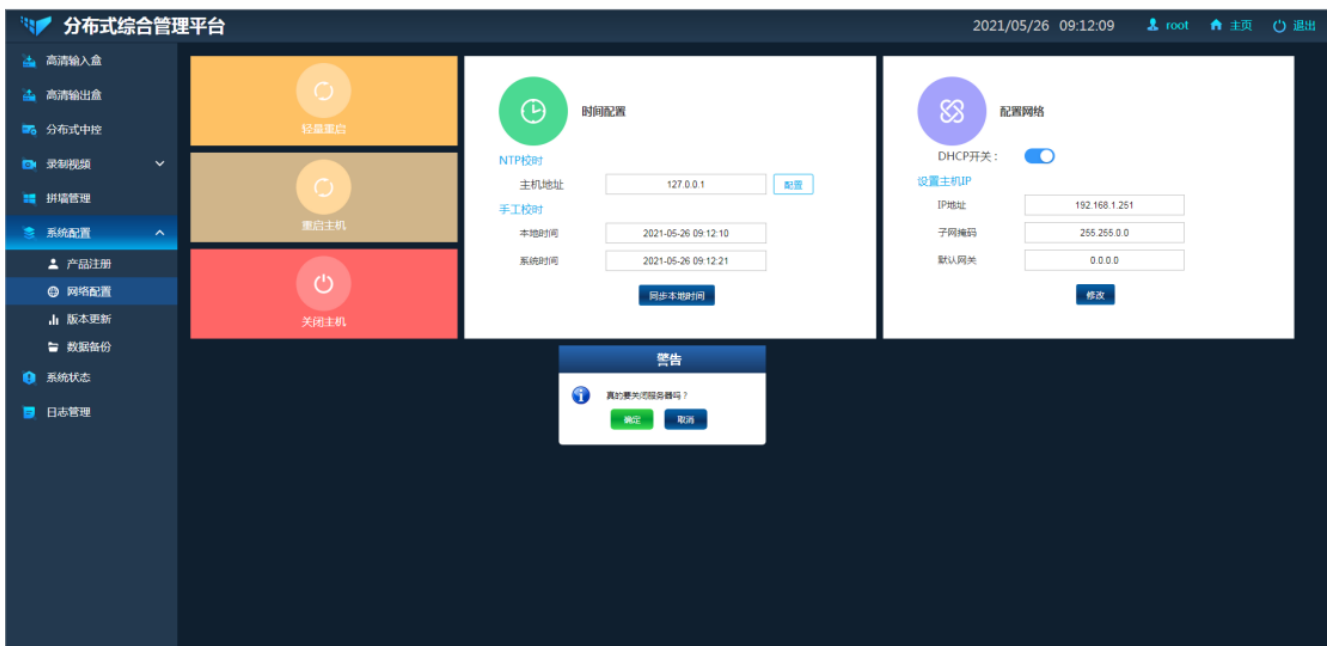 分布式综合管理平台
2021/05/26 09:12:09 root 主页 退出
高清输入盒
高清输出盒
分布式中控
录制视频
拼墙管理
系统配置
产品注册
网络配置
版本更新
数据备份
系统状态
日志管理
轻量重启
重启主机
关闭主机
时间配置
NTP校时
主机地址 127.0.0.1 配置
手工校时
本地时间 2021-05-26 09:12:10
系统时间 2021-05-26 09:12:21
同步本地时间
配置网络
DHCP开关：
设置主机IP
IP地址 192.168.1.251
子网掩码 255.255.0.0
默认网关 0.0.0.0
修改
警告
真的要关闭服务器吗？
确定 取消